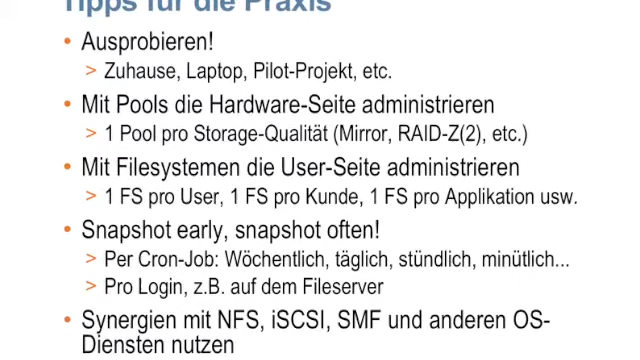 Tipps für die Praxis
• Ausprobieren!
> Zuhause, Laptop, Pilot-Projekt, etc.
• Mit Pools die Hardware-Seite administrieren
> 1 Pool pro Storage-Qualität (Mirror, RAID-Z(2), etc.)
• Mit Filesystemen die User-Seite administrieren
> 1 FS pro User, 1 FS pro Kunde, 1 FS pro Applikation usw.
• Snapshot early, snapshot often!
> Per Cron-Job: Wöchentlich, täglich, stündlich, minütlich...
> Pro Login, z.B. auf dem Fileserver
• Synergien mit NFS, iSCSI, SMF und anderen OS-
Diensten nutzen